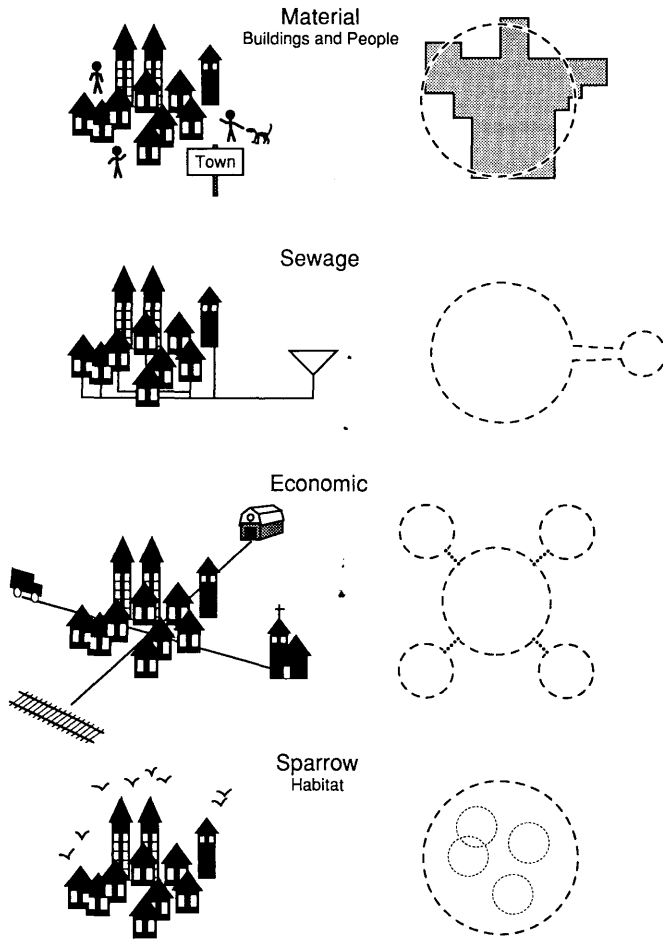 Material
Buildings and People
Town
Sewage
Economic
Sparrow
Habitat